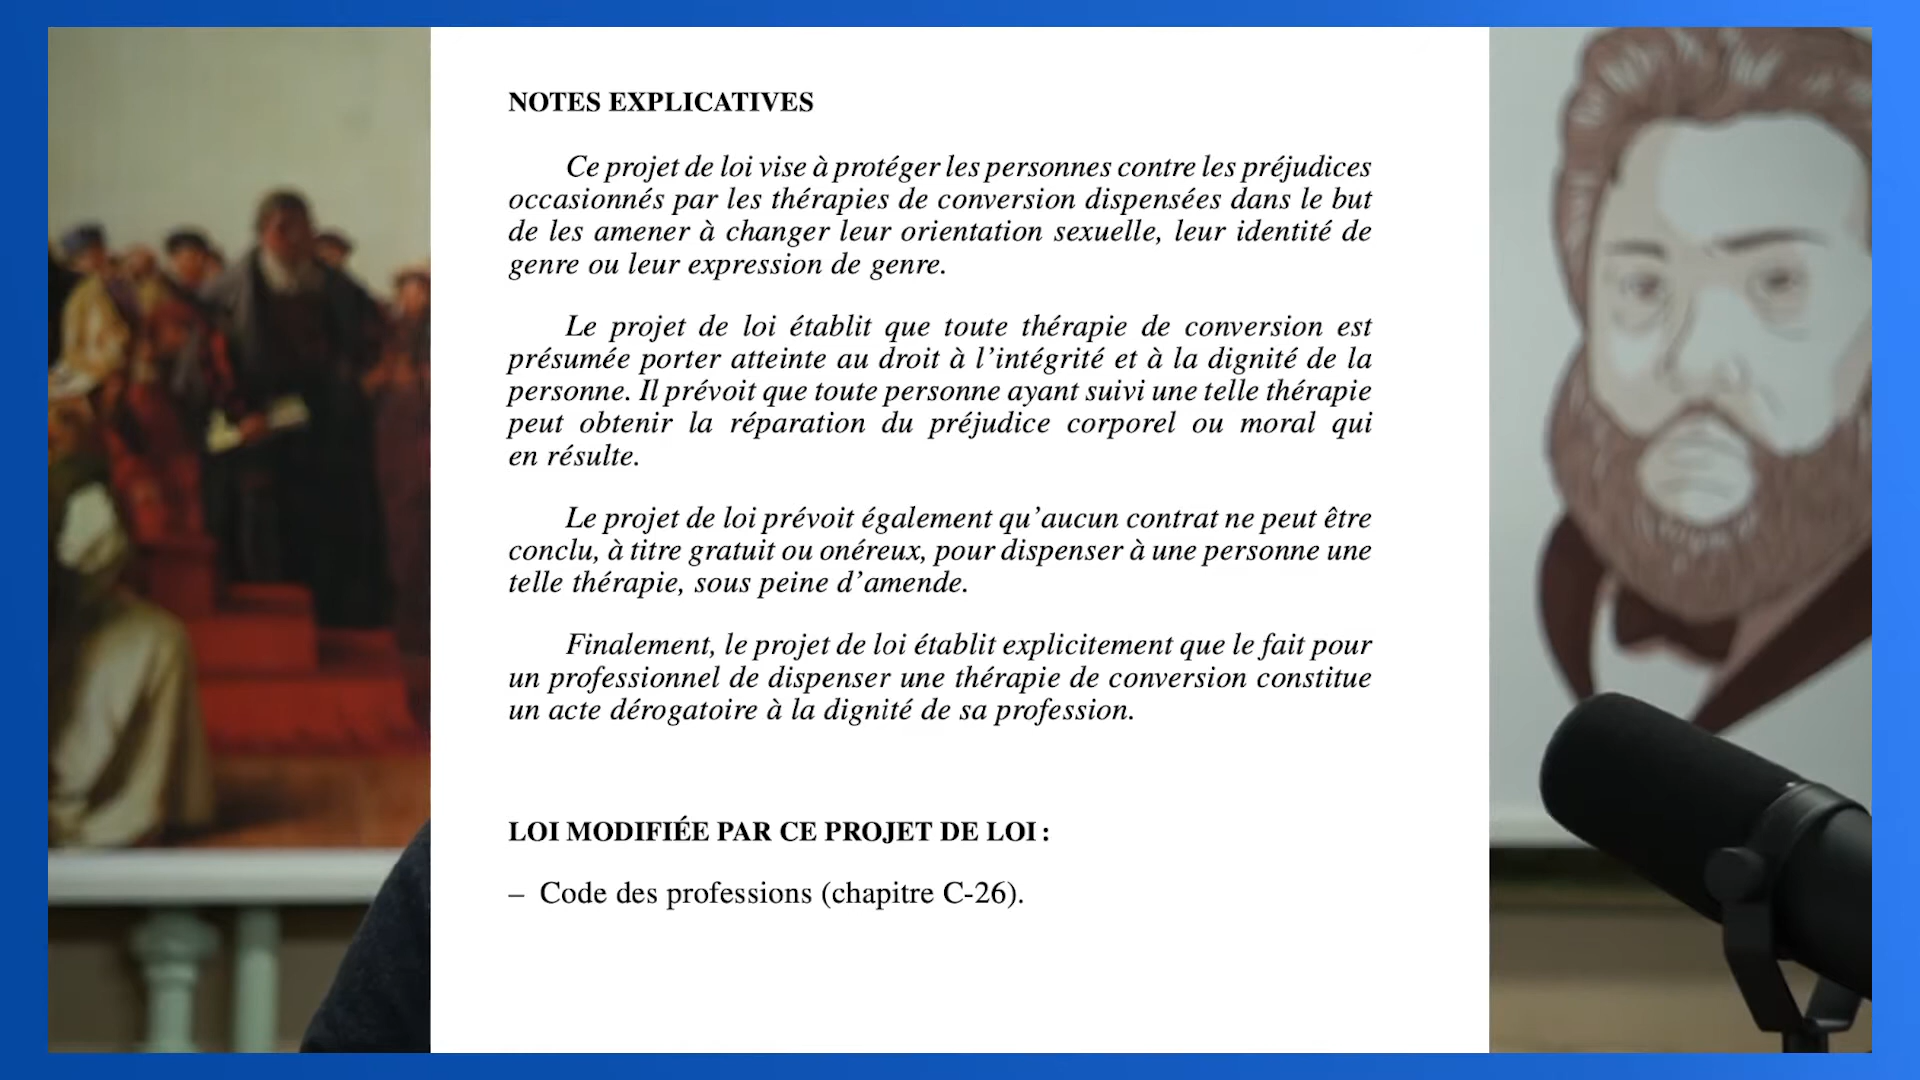 NOTES EXPLICATIVES
Ce projet de loi vise à protéger les personnes contre les préjudices
occasionnés par les thérapies de conversion dispensées dans le but
de les amener à changer leur orientation sexuelle, leur identité de
genre ou leur expression de genre.
Le projet de loi établit que toute thérapie de conversion est
présumée porter atteinte au droit à l’intégrité et à la dignité de la
personne. Il prévoit que toute personne ayant suivi une telle thérapie
peut obtenir la réparation du préjudice corporel ou moral qui
en résulte.
Le projet de loi prévoit également qu’aucun contrat ne peut être
conclu, à titre gratuit ou onéreux, pour dispenser à une personne une
telle thérapie, sous peine d’amende.
Finalement, le projet de loi établit explicitement que le fait pour
un professionnel de dispenser une thérapie de conversion constitue
un acte dérogatoire à la dignité de sa profession.
LOI MODIFIÉE PAR CE PROJET DE LOI :
– Code des professions (chapitre C-26).